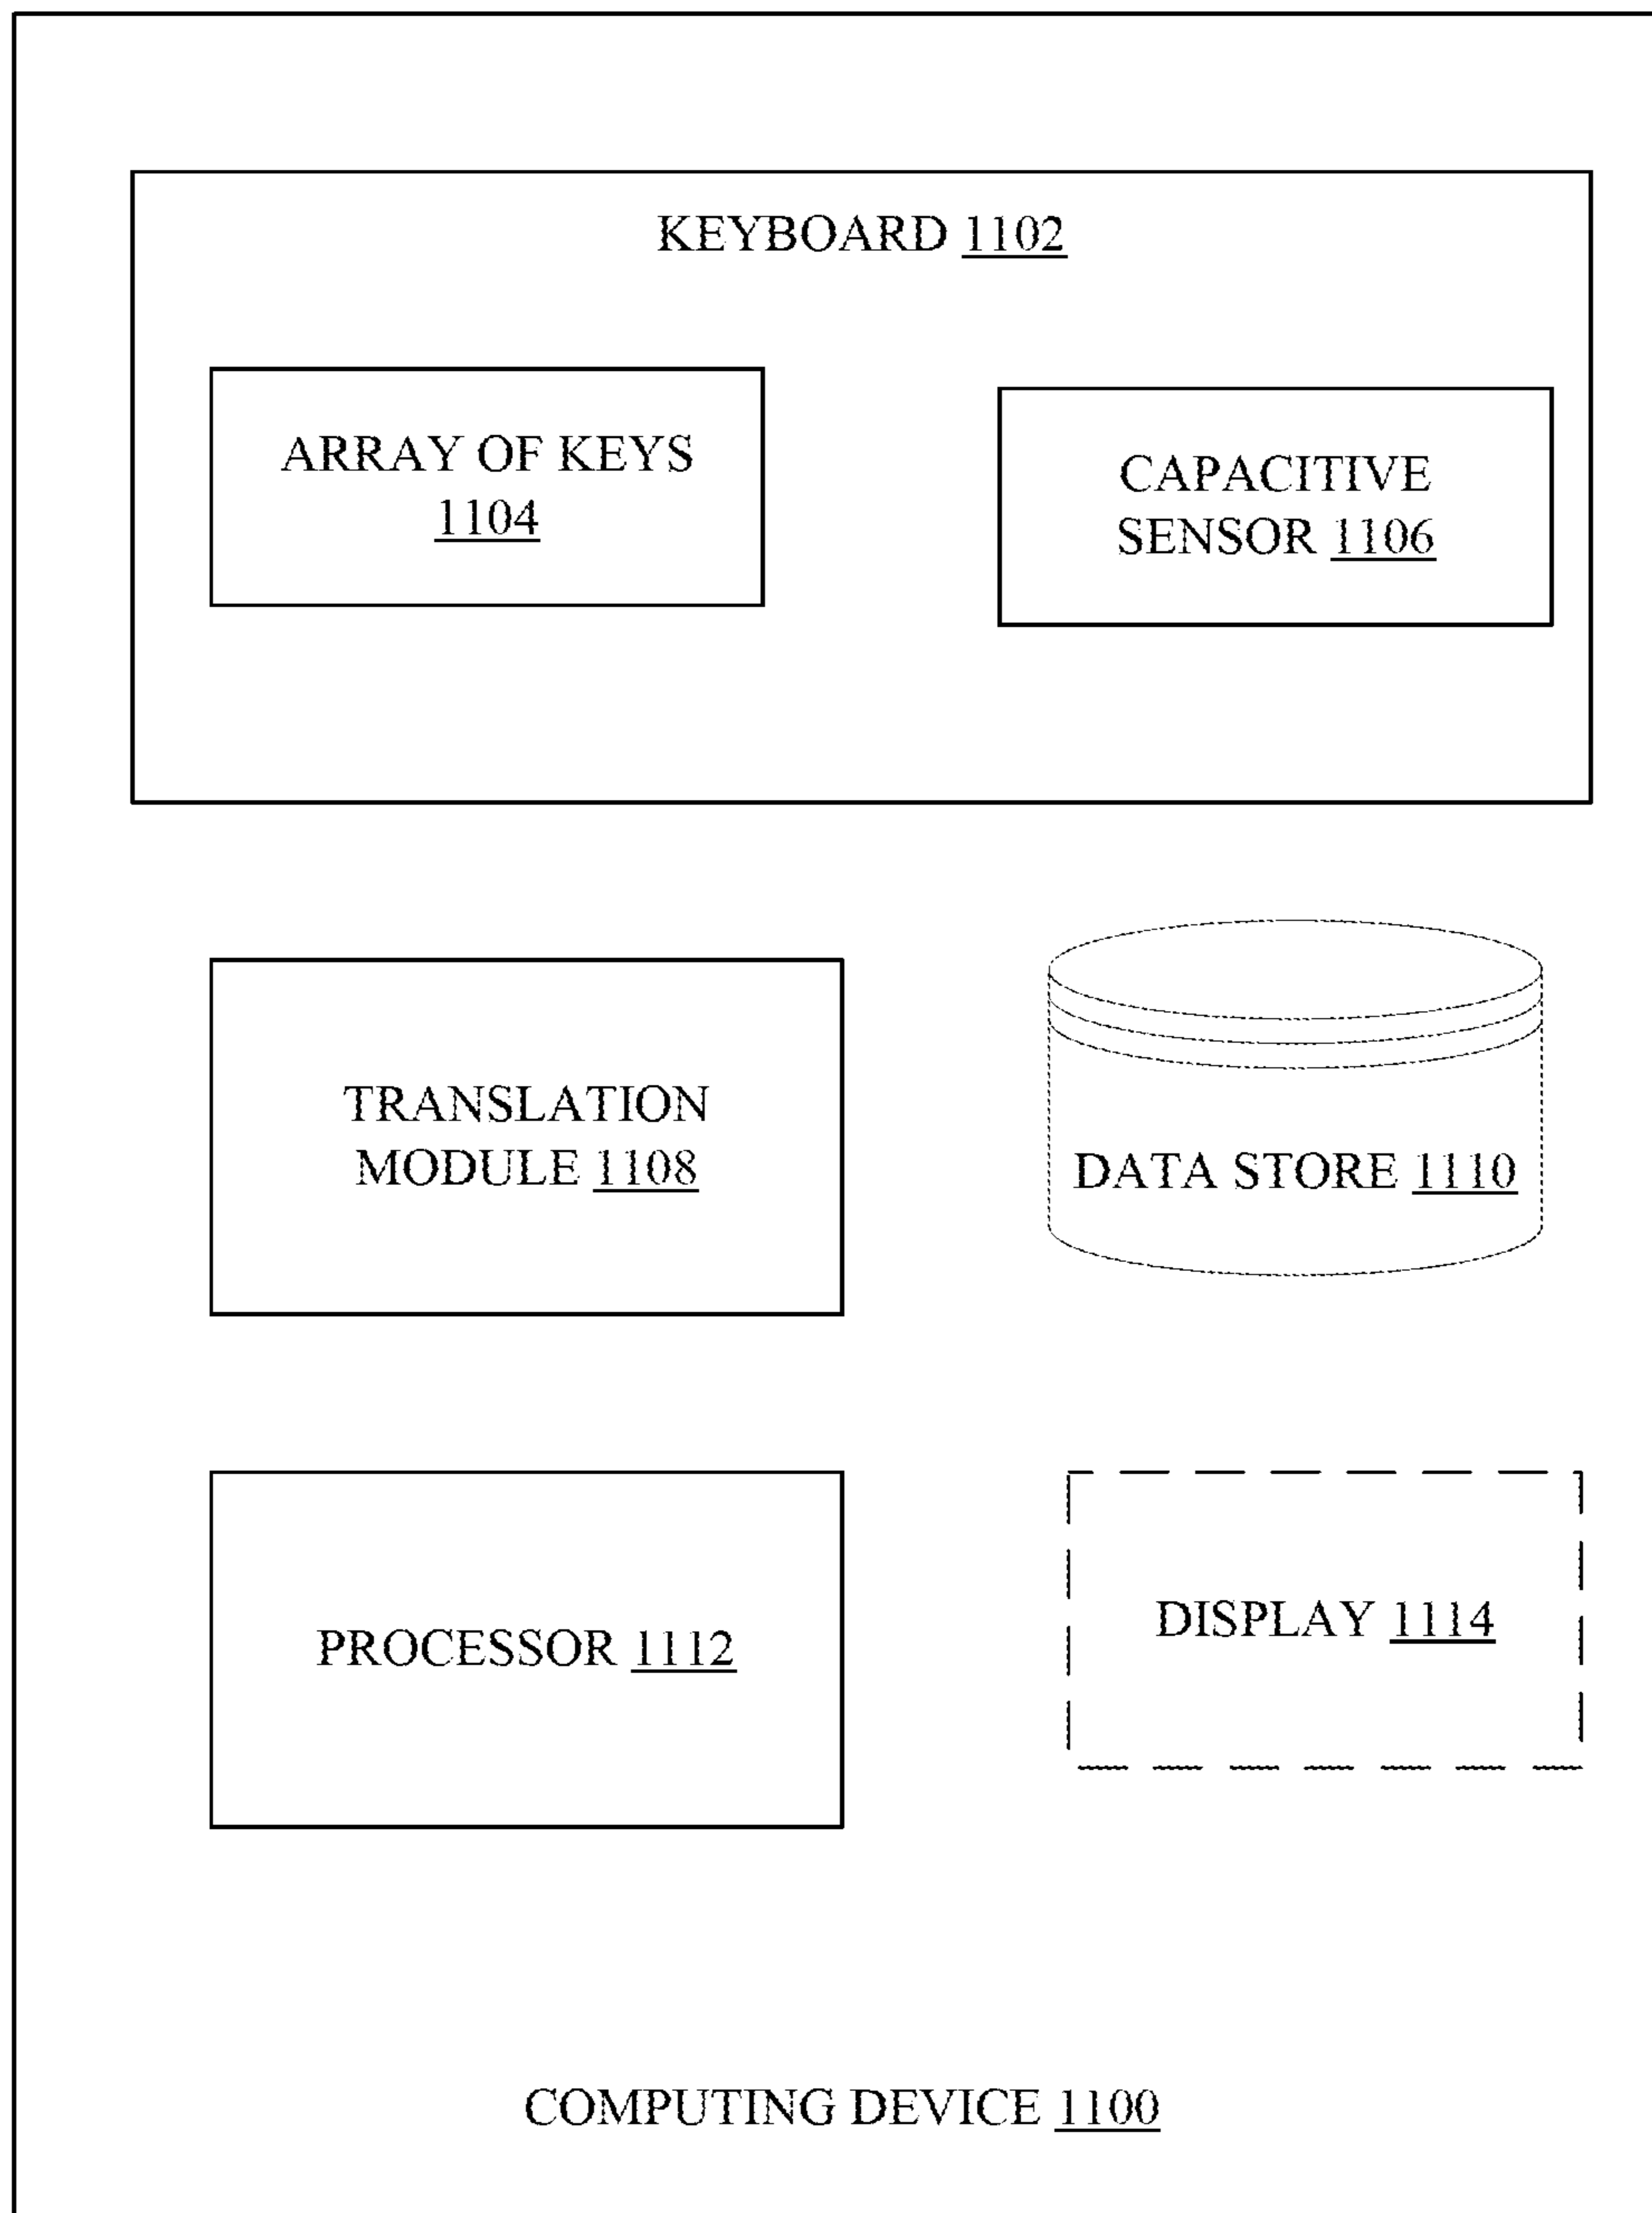 KEYBOARD 1102
ARRAY OF KEYS
1104
CAPACITIVE
SENSOR 1106
TRANSLATION
MODULE 1108
DATA STORE 1110
PROCESSOR 1112
DISPLAY 1114
COMPUTING DEVICE 1100